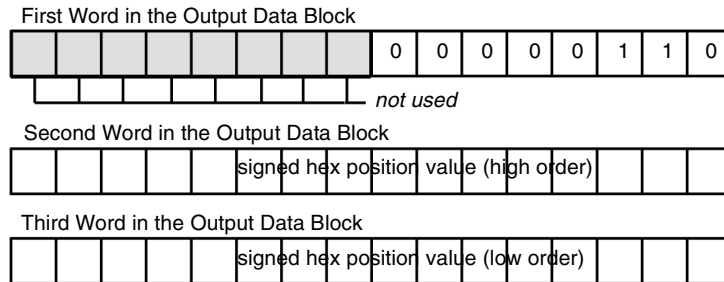 First Word in the Output Data Block
0 0 0 0 0 1 1 0
not used
Second Word in the Output Data Block
signed hex position value (high order)
Third Word in the Output Data Block
signed hex position value (low order)